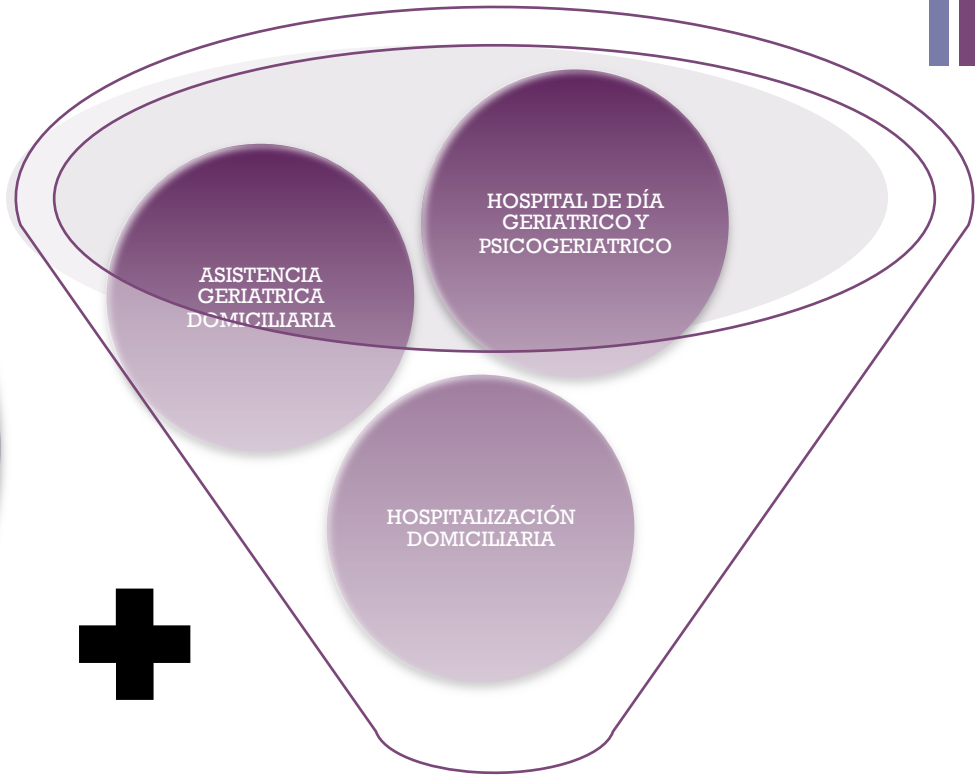 HOSPITAL DE DÍA
GERIATRICO Y
PSICOGERIATRICO
ASISTENCIA
GERIATRICA
DOMICILIARIA
HOSPITALIZACIÓN
DOMICILIARIA